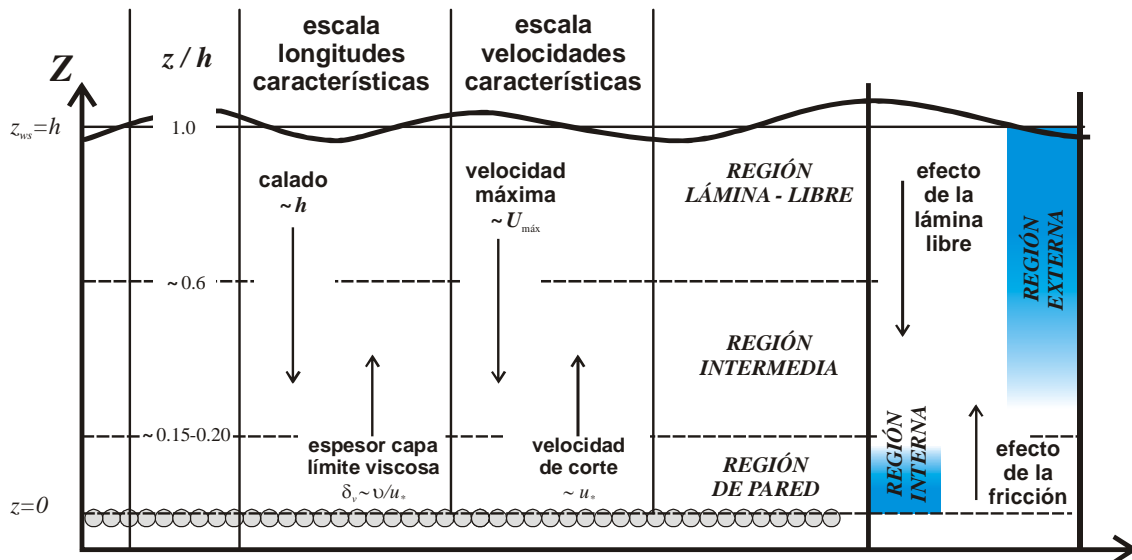 Z
z / h
escala
longitudes
características
escala
velocidades
características
z_ws=h
1.0
calado
~h
velocidad
máxima
~U_máx
REGIÓN
LÁMINA - LIBRE
efecto
de la
lámina
libre
REGIÓN
EXTERNA
~0.6
REGIÓN
INTERMEDIA
~0.15-0.20
espesor capa
límite viscosa
δ_v~υ/u_*
velocidad
de corte
~ u_*
REGIÓN
DE PARED
REGIÓN
INTERNA
efecto
de la
fricción
z=0